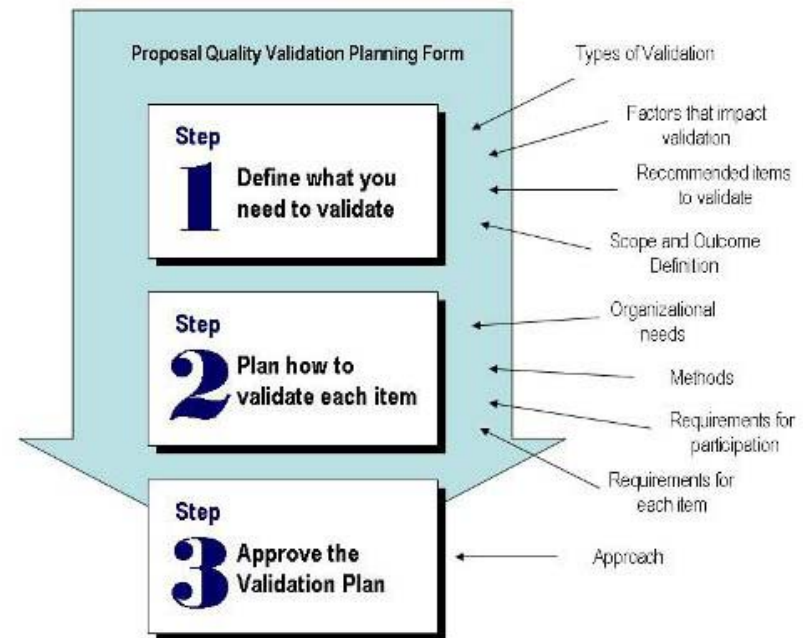 Proposal Quality Validation Planning Form
Step
1
Define what you
need to validate
Types of Validation
Factors that impact
validation
Recommended items
to validate
Scope and Outcome
Definition
Step
2
Plan how to
validate each item
Organizational
needs
Methods
Requirements for
participation
Requirements for
each item
Step
3
Approve the
Validation Plan
Approach